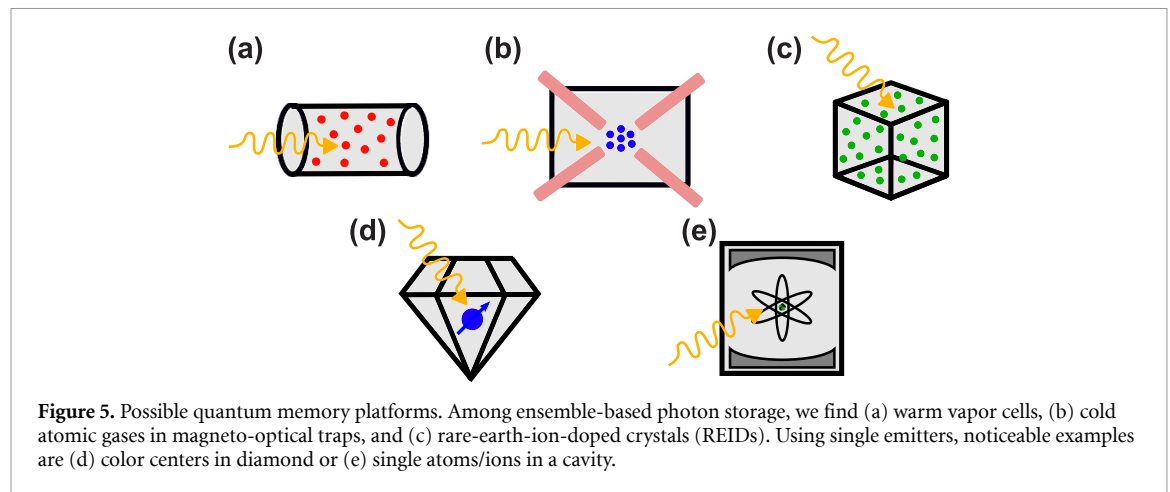 (a)
(b)
(c)
(d)
(e)
Figure 5. Possible quantum memory platforms. Among ensemble-based photon storage, we find (a) warm vapor cells, (b) cold
atomic gases in magneto-optical traps, and (c) rare-earth-ion-doped crystals (REIDs). Using single emitters, noticeable examples
are (d) color centers in diamond or (e) single atoms/ions in a cavity.